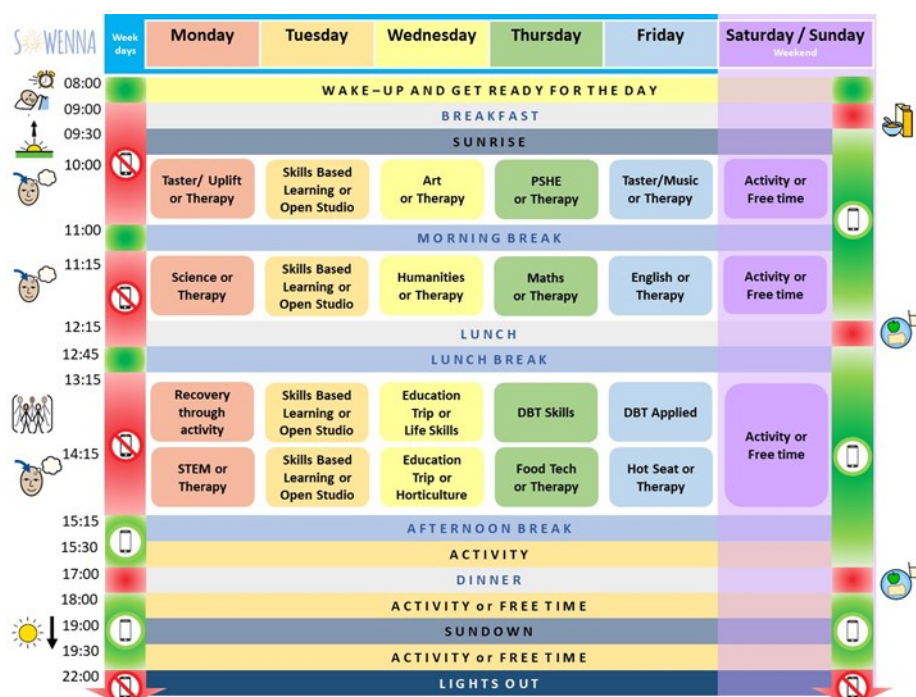 SOWENNA
Week
days
Monday
Tuesday
Wednesday
Thursday
Friday
Saturday / Sunday
Weekend
08:00
WAKE-UP AND GET READY FOR THE DAY
09:00
BREAKFAST
09:30
SUNRISE
10:00
Taster/ Uplift
or Therapy
Skills Based
Learning or
Open Studio
Art
or Therapy
PSHE
or Therapy
Taster/Music
or Therapy
Activity or
Free time
11:00
MORNING BREAK
11:15
Science or
Therapy
Skills Based
Learning or
Open Studio
Humanities
or Therapy
Maths
or Therapy
English or
Therapy
Activity or
Free time
12:15
LUNCH
12:45
LUNCH BREAK
13:15
Recovery
through
activity
Skills Based
Learning or
Open Studio
Education
Trip or
Life Skills
DBT Skills
DBT Applied
Activity or
Free time
14:15
STEM or
Therapy
Skills Based
Learning or
Open Studio
Education
Trip or
Horticulture
Food Tech
or Therapy
Hot Seat or
Therapy
15:15
AFTERNOON BREAK
15:30
ACTIVITY
17:00
DINNER
18:00
ACTIVITY or FREE TIME
19:00
SUNDOWN
19:30
ACTIVITY or FREE TIME
22:00
LIGHTS OUT